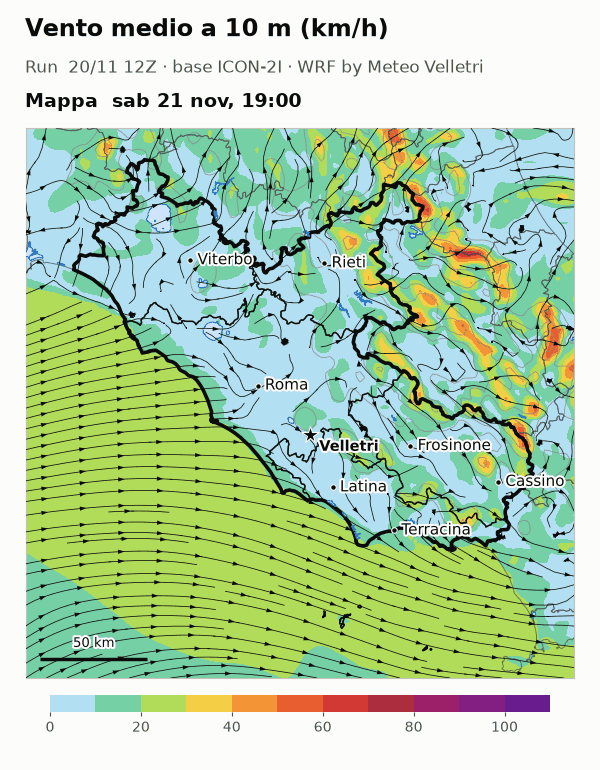 Vento medio a 10 m (km/h)
Run 20/11 12Z · base ICON-2I · WRF by Meteo Velletri
Mappa sab 21 nov, 19:00
Viterbo
Rieti
Roma
Velletri
Frosinone
Cassino
Latina
Terracina
50 km
0 20 40 60 80 100